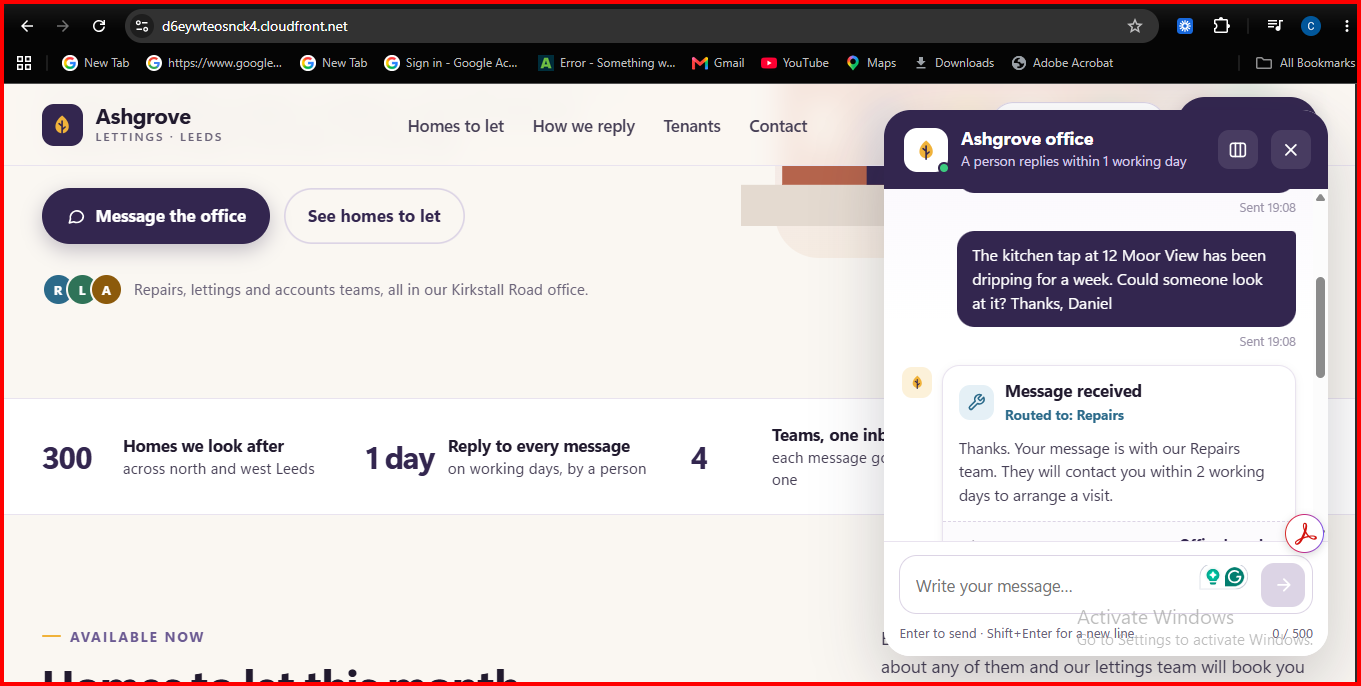 d6eywteosnck4.cloudfront.net
C
New Tab
https://www.google...
New Tab
Sign in - Google Ac...
Error - Something w...
Gmail
YouTube
Maps
Downloads
Adobe Acrobat
All Bookmarks
Ashgrove
LETTINGS · LEEDS
Homes to let
How we reply
Tenants
Contact
Message the office
See homes to let
R L A
Repairs, lettings and accounts teams, all in our Kirkstall Road office.
300
Homes we look after
across north and west Leeds
1 day
Reply to every message
on working days, by a person
4
Teams, one
each message
one
AVAILABLE NOW
Homes to let this month
about any of them and our lettings team will book you
Ashgrove office
A person replies within 1 working day
Sent 19:08
The kitchen tap at 12 Moor View has been
dripping for a week. Could someone look
at it? Thanks, Daniel
Sent 19:08
Message received
Routed to: Repairs
Thanks. Your message is with our Repairs
team. They will contact you within 2 working
days to arrange a visit.
Write your message...
Enter to send · Shift+Enter for a new line
0 / 500
Activate Windows
Go to Settings to activate Windows.